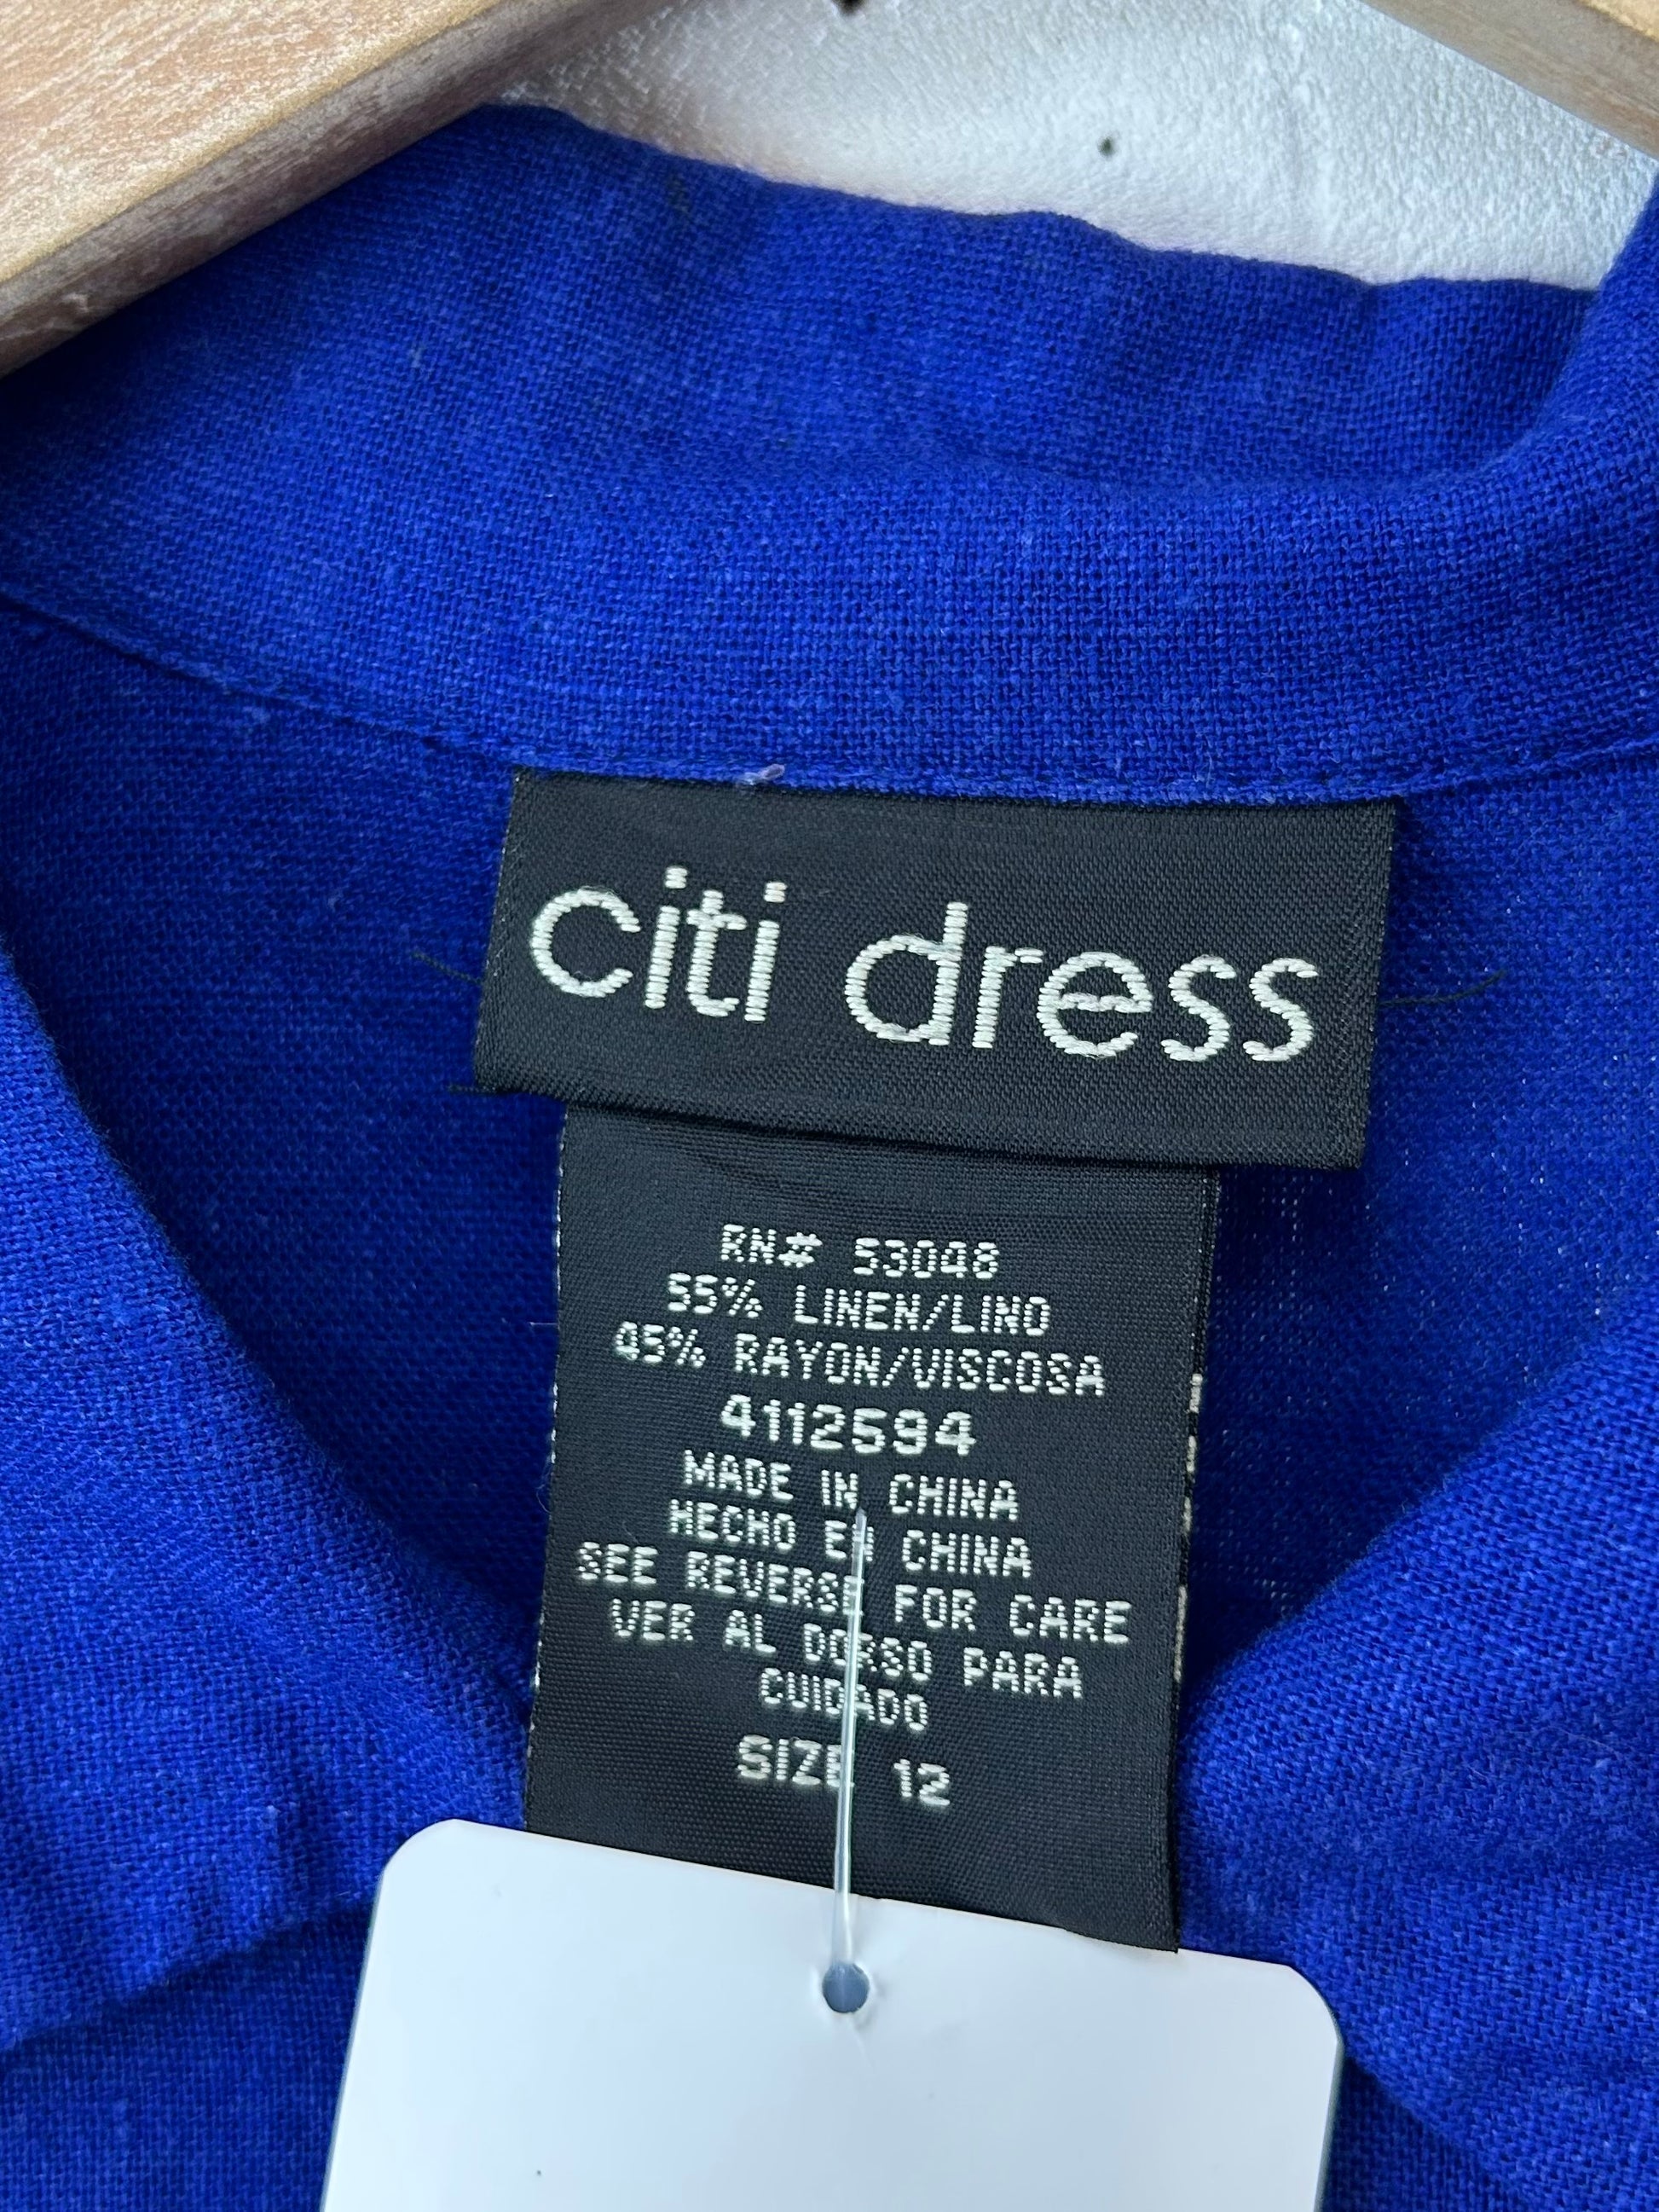 citi dress
RN# 53048
55% LINEN/LINO
45% RAYON/VISCOSA
4112594
MADE IN CHINA
HECHO EN CHINA
SEE REVERSE FOR CARE
VER AL DORSO PARA
CUIDADO
SIZE 12